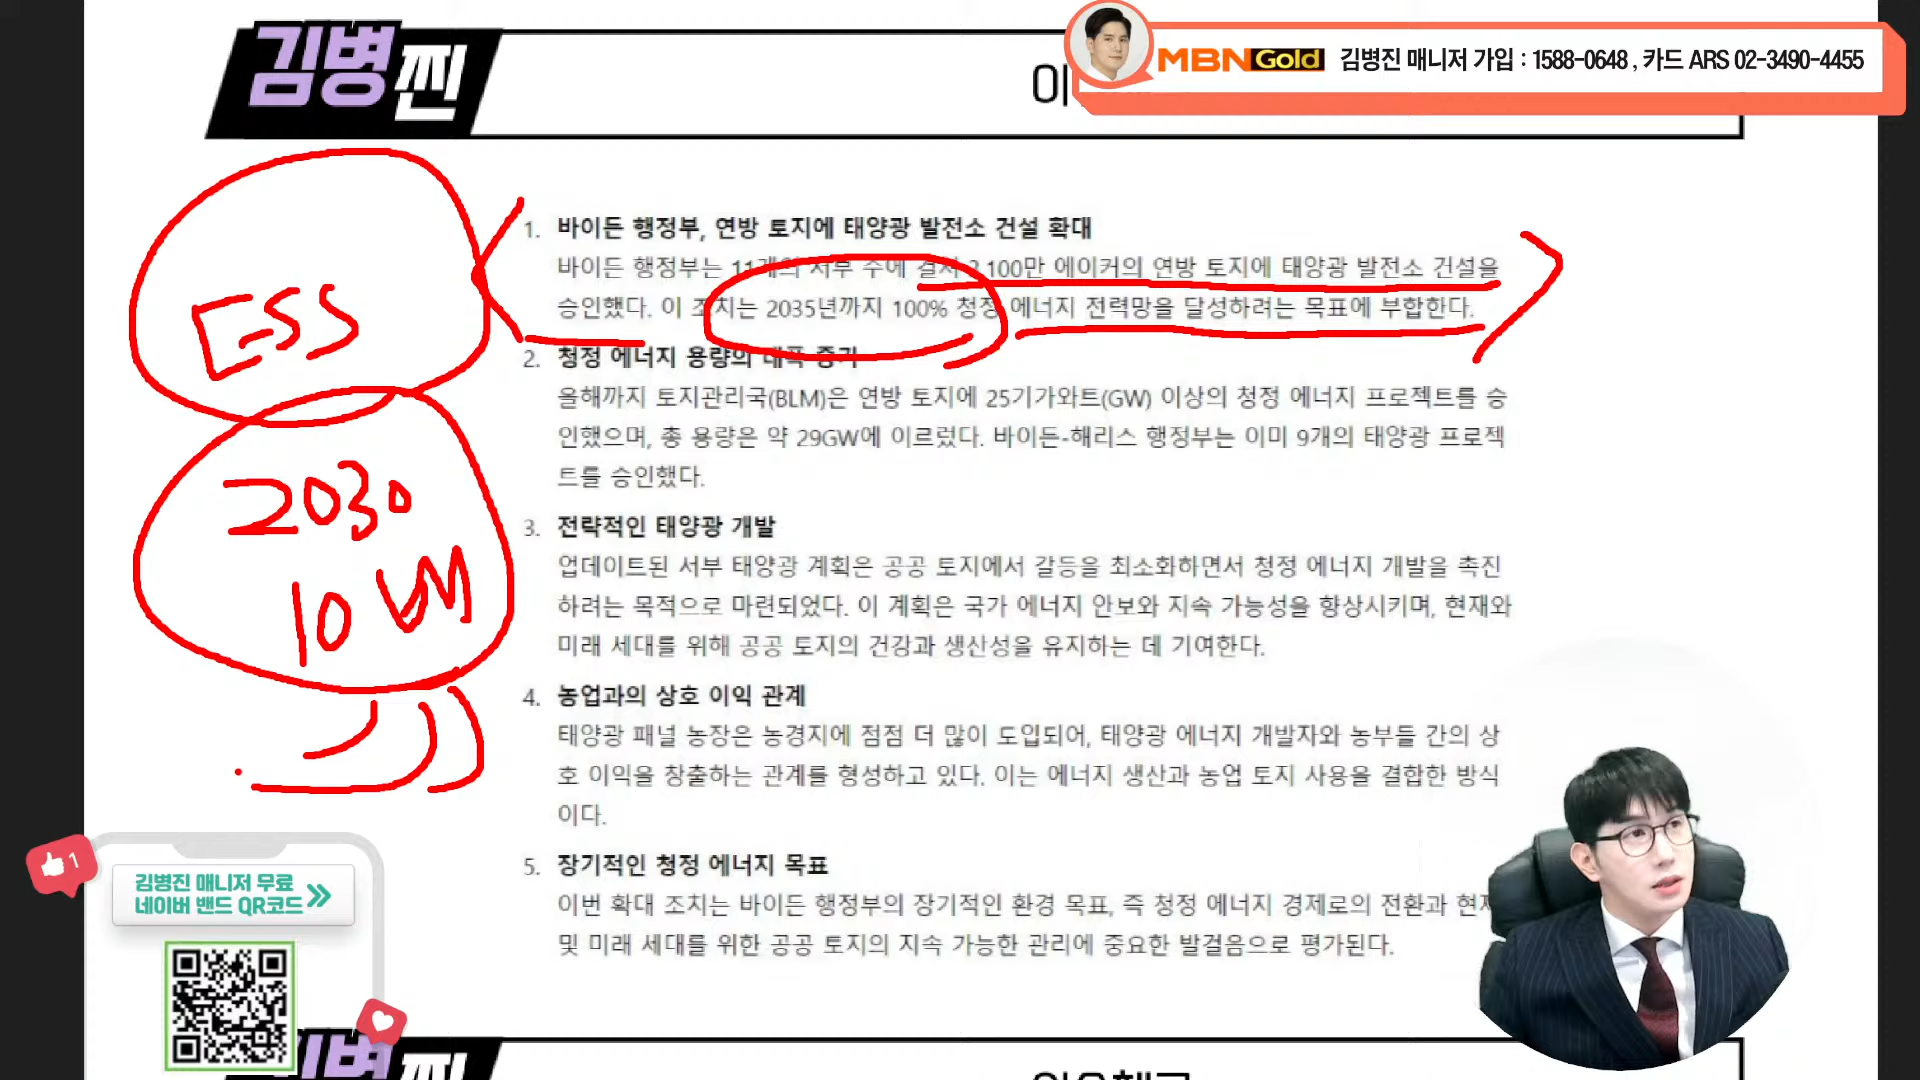 김병찐
MBNGold 김병진 매니저 가입 : 1588-0648 , 카드 ARS 02-3490-4455
1. 바이든 행정부, 연방 토지에 태양광 발전소 건설 확대
바이든 행정부는 11개의 서부 주에 걸쳐 3,100만 에이커의 연방 토지에 태양광 발전소 건설을
승인했다. 이 조치는 2035년까지 100% 청정 에너지 전력망을 달성하려는 목표에 부합한다.
ESS
2. 청정 에너지 용량의 대폭 증가
올해까지 토지관리국(BLM)은 연방 토지에 25기가와트(GW) 이상의 청정 에너지 프로젝트를 승
인했으며, 총 용량은 약 29GW에 이르렀다. 바이든-해리스 행정부는 이미 9개의 태양광 프로젝
트를 승인했다.
2030
10
3. 전략적인 태양광 개발
업데이트된 서부 태양광 계획은 공공 토지에서 갈등을 최소화하면서 청정 에너지 개발을 촉진
하려는 목적으로 마련되었다. 이 계획은 국가 에너지 안보와 지속 가능성을 향상시키며, 현재와
미래 세대를 위해 공공 토지의 건강과 생산성을 유지하는 데 기여한다.
4. 농업과의 상호 이익 관계
태양광 패널 농장은 농경지에 점점 더 많이 도입되어, 태양광 에너지 개발자와 농부들 간의 상
호 이익을 창출하는 관계를 형성하고 있다. 이는 에너지 생산과 농업 토지 사용을 결합한 방식
이다.
5. 장기적인 청정 에너지 목표
이번 확대 조치는 바이든 행정부의 장기적인 환경 목표, 즉 청정 에너지 경제로의 전환과 현재
및 미래 세대를 위한 공공 토지의 지속 가능한 관리에 중요한 발걸음으로 평가된다.
1
김병진 매니저 무료
네이버 밴드 QR코드
김병찐